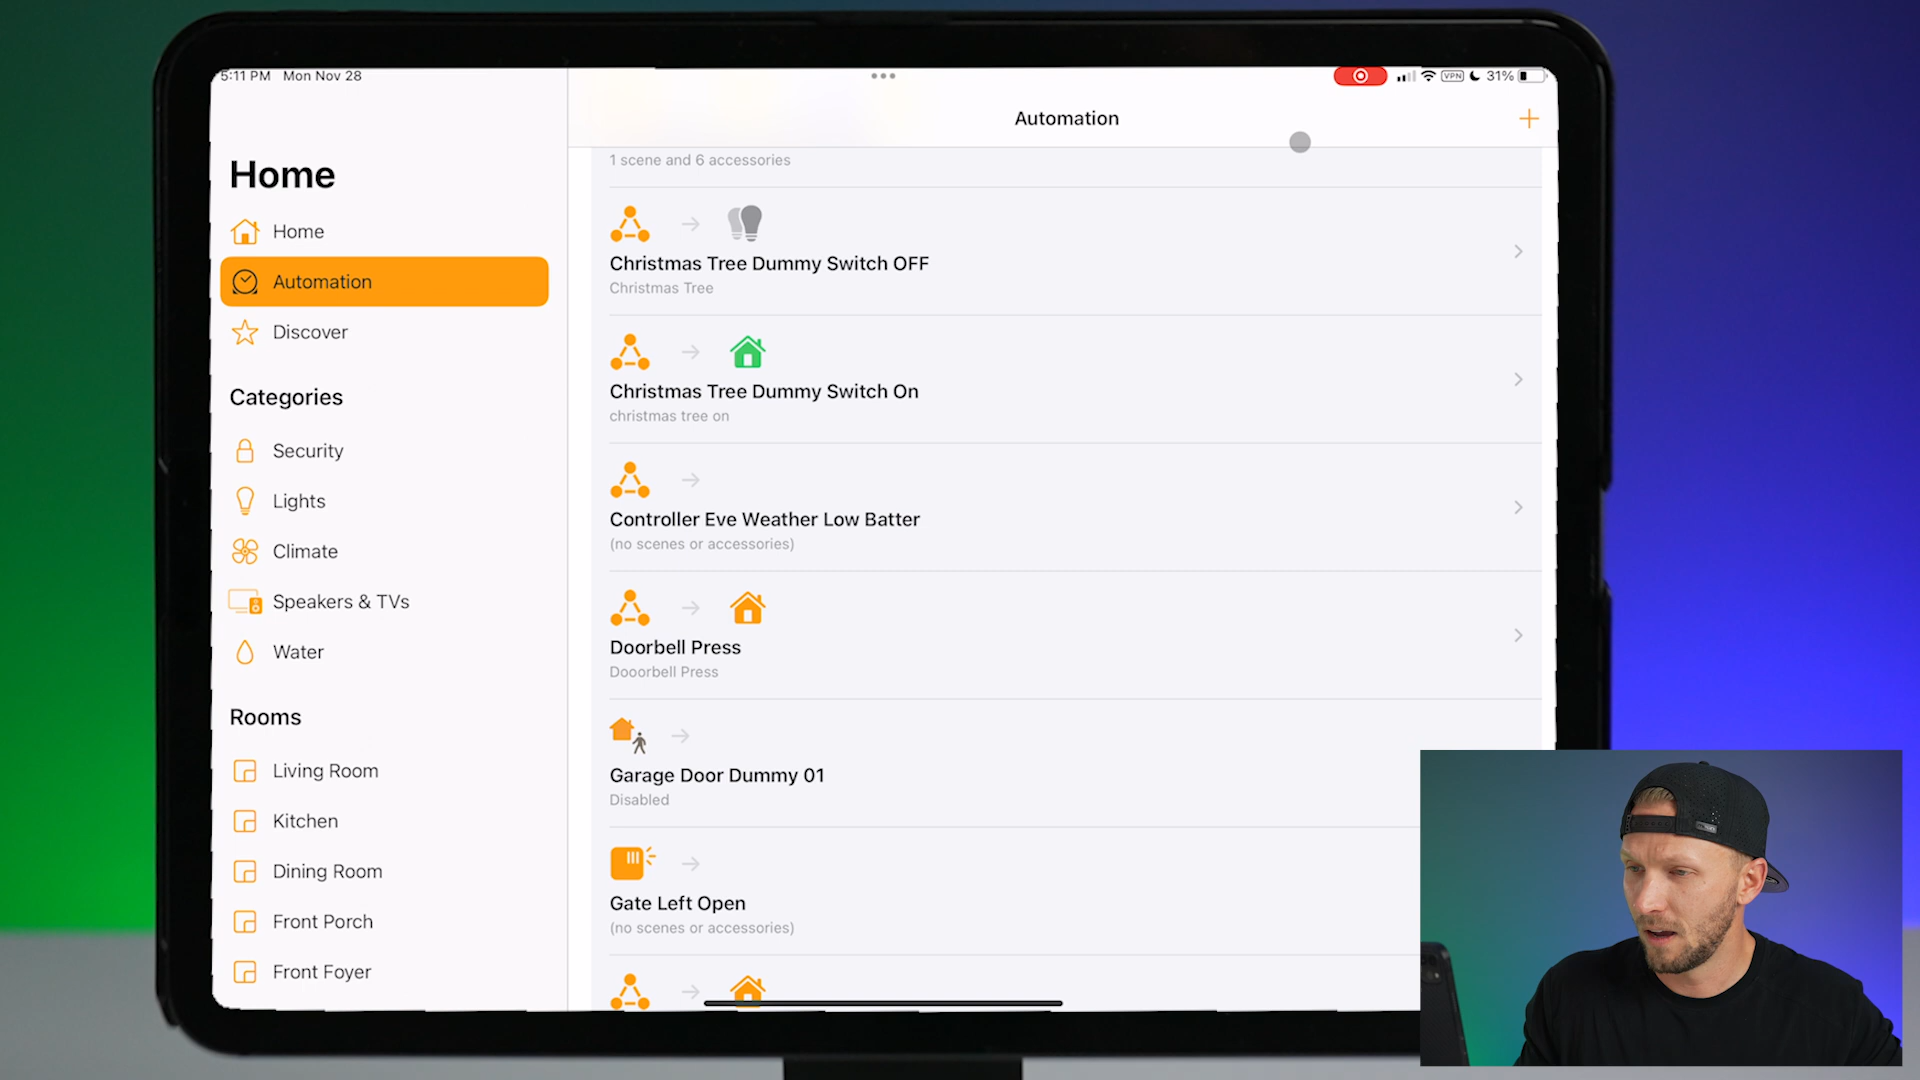 5:11 PM Mon Nov 28
VPN 31%
Home
Home
Automation
Discover
Categories
Security
Lights
Climate
Speakers & TVs
Water
Rooms
Living Room
Kitchen
Dining Room
Front Porch
Front Foyer
Automation
1 scene and 6 accessories
Christmas Tree Dummy Switch OFF
Christmas Tree
Christmas Tree Dummy Switch On
christmas tree on
Controller Eve Weather Low Batter
(no scenes or accessories)
Doorbell Press
Dooorbell Press
Garage Door Dummy 01
Disabled
Gate Left Open
(no scenes or accessories)